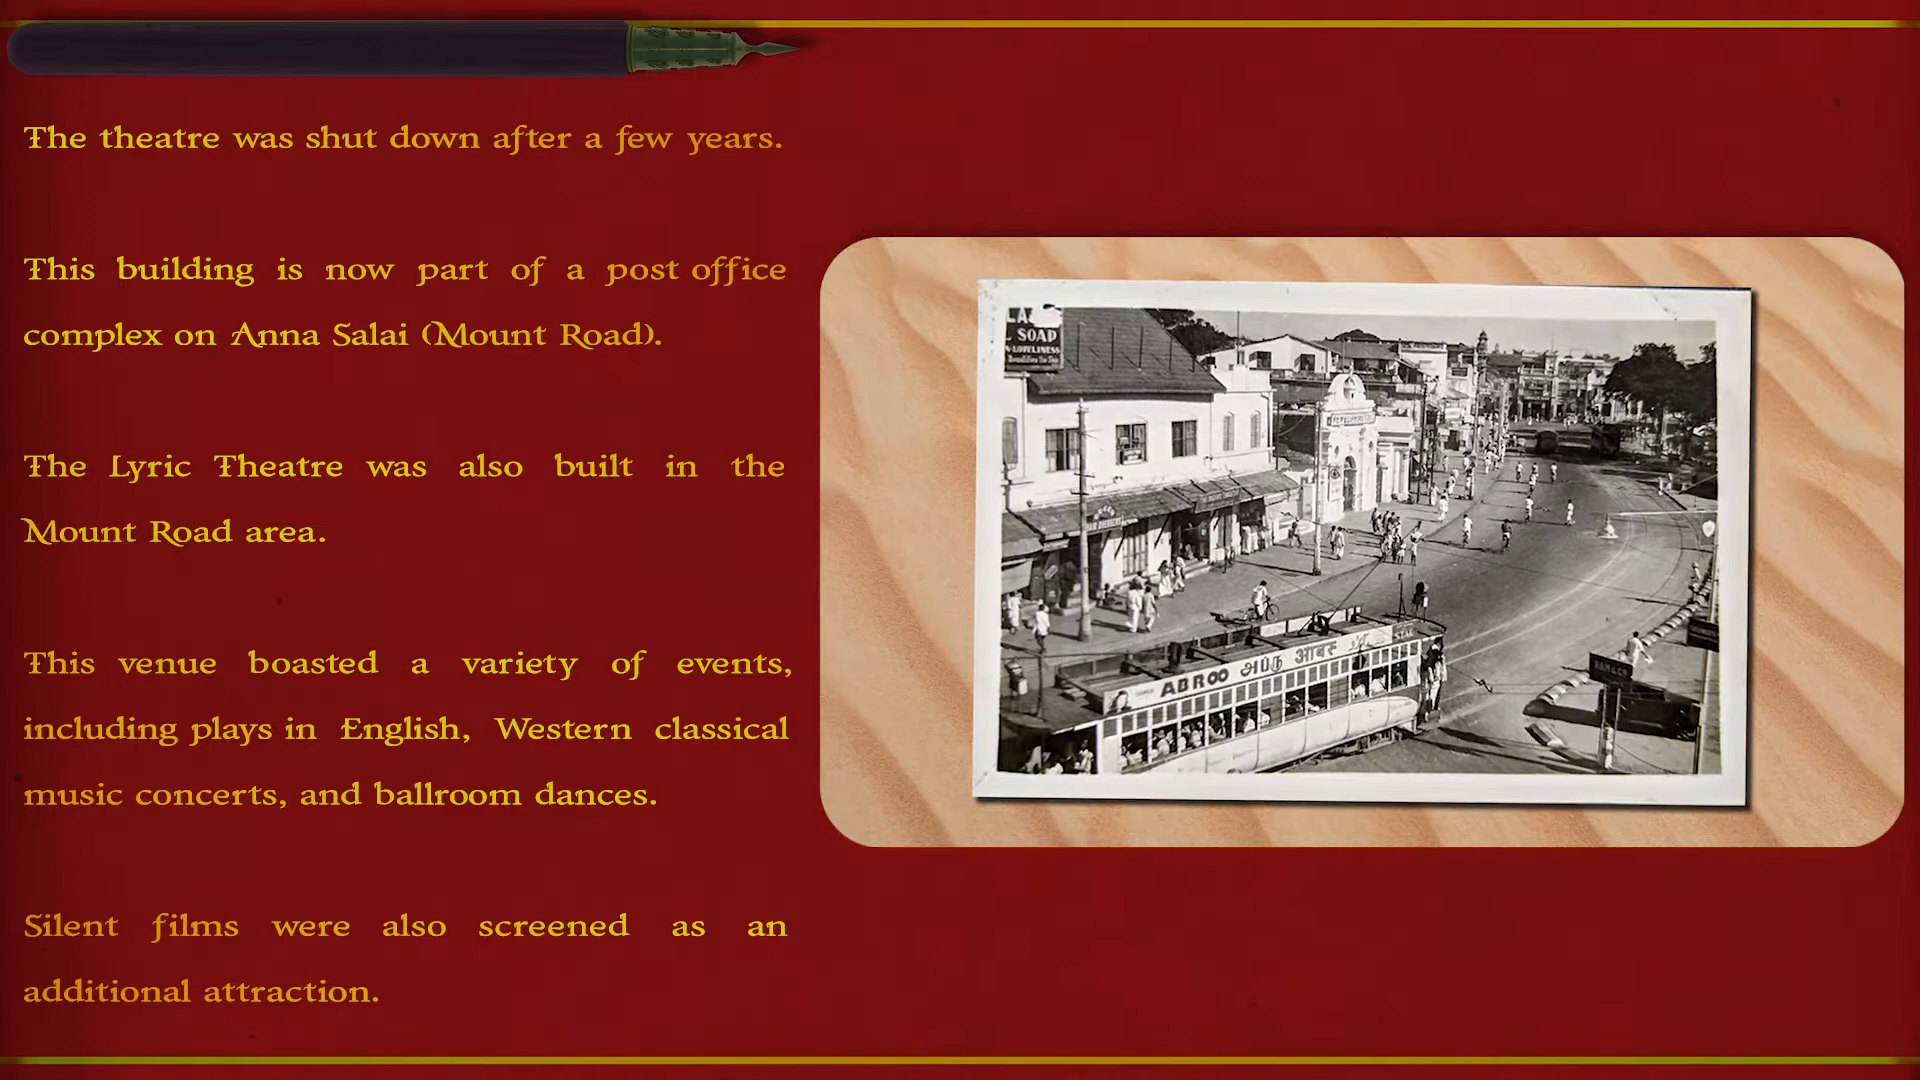 The theatre was shut down after a few years.
This building is now part of a post office
complex on Anna Salai (Mount Road).
The Lyric Theatre was also built in the
Mount Road area.
This venue boasted a variety of events,
including plays in English, Western classical
music concerts, and ballroom dances.
Silent films were also screened as an
additional attraction.
SOAP
LOVELINESS
ABROO அப்ரு आबरू